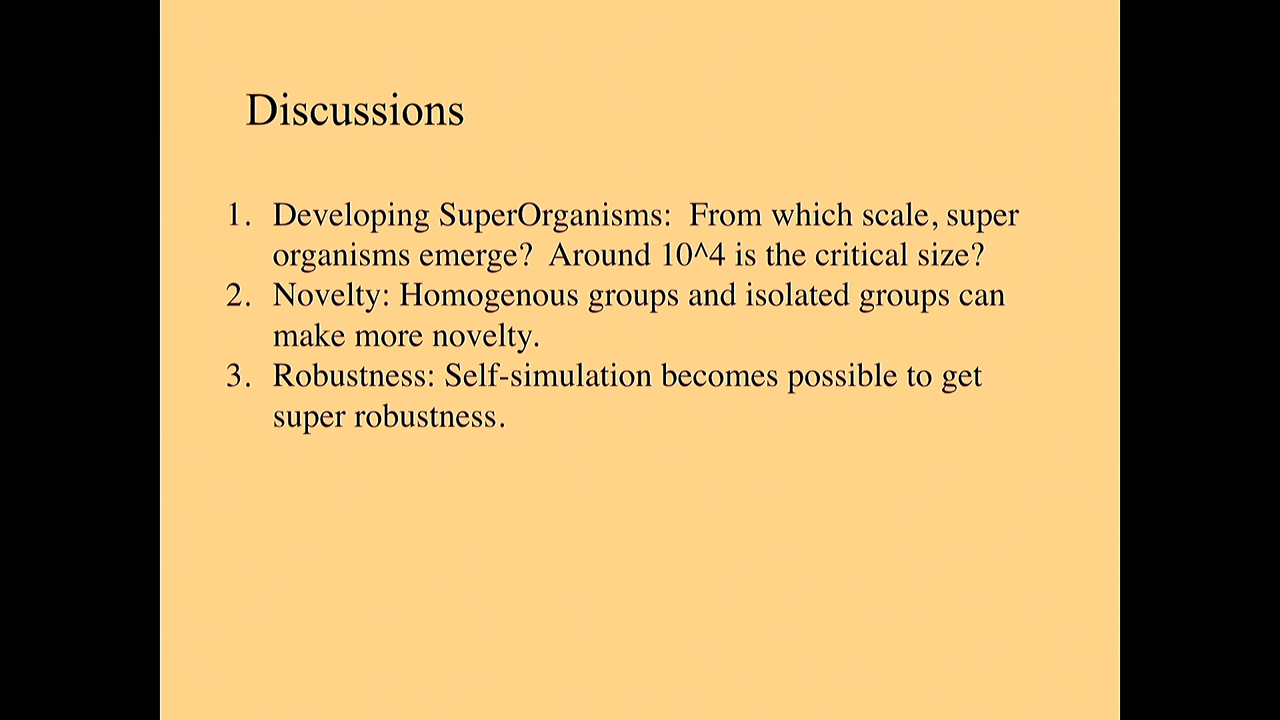 Discussions
1. Developing SuperOrganisms:  From which scale, super
organisms emerge?  Around 10^4 is the critical size?
2. Novelty: Homogenous groups and isolated groups can
make more novelty.
3. Robustness: Self-simulation becomes possible to get
super robustness.